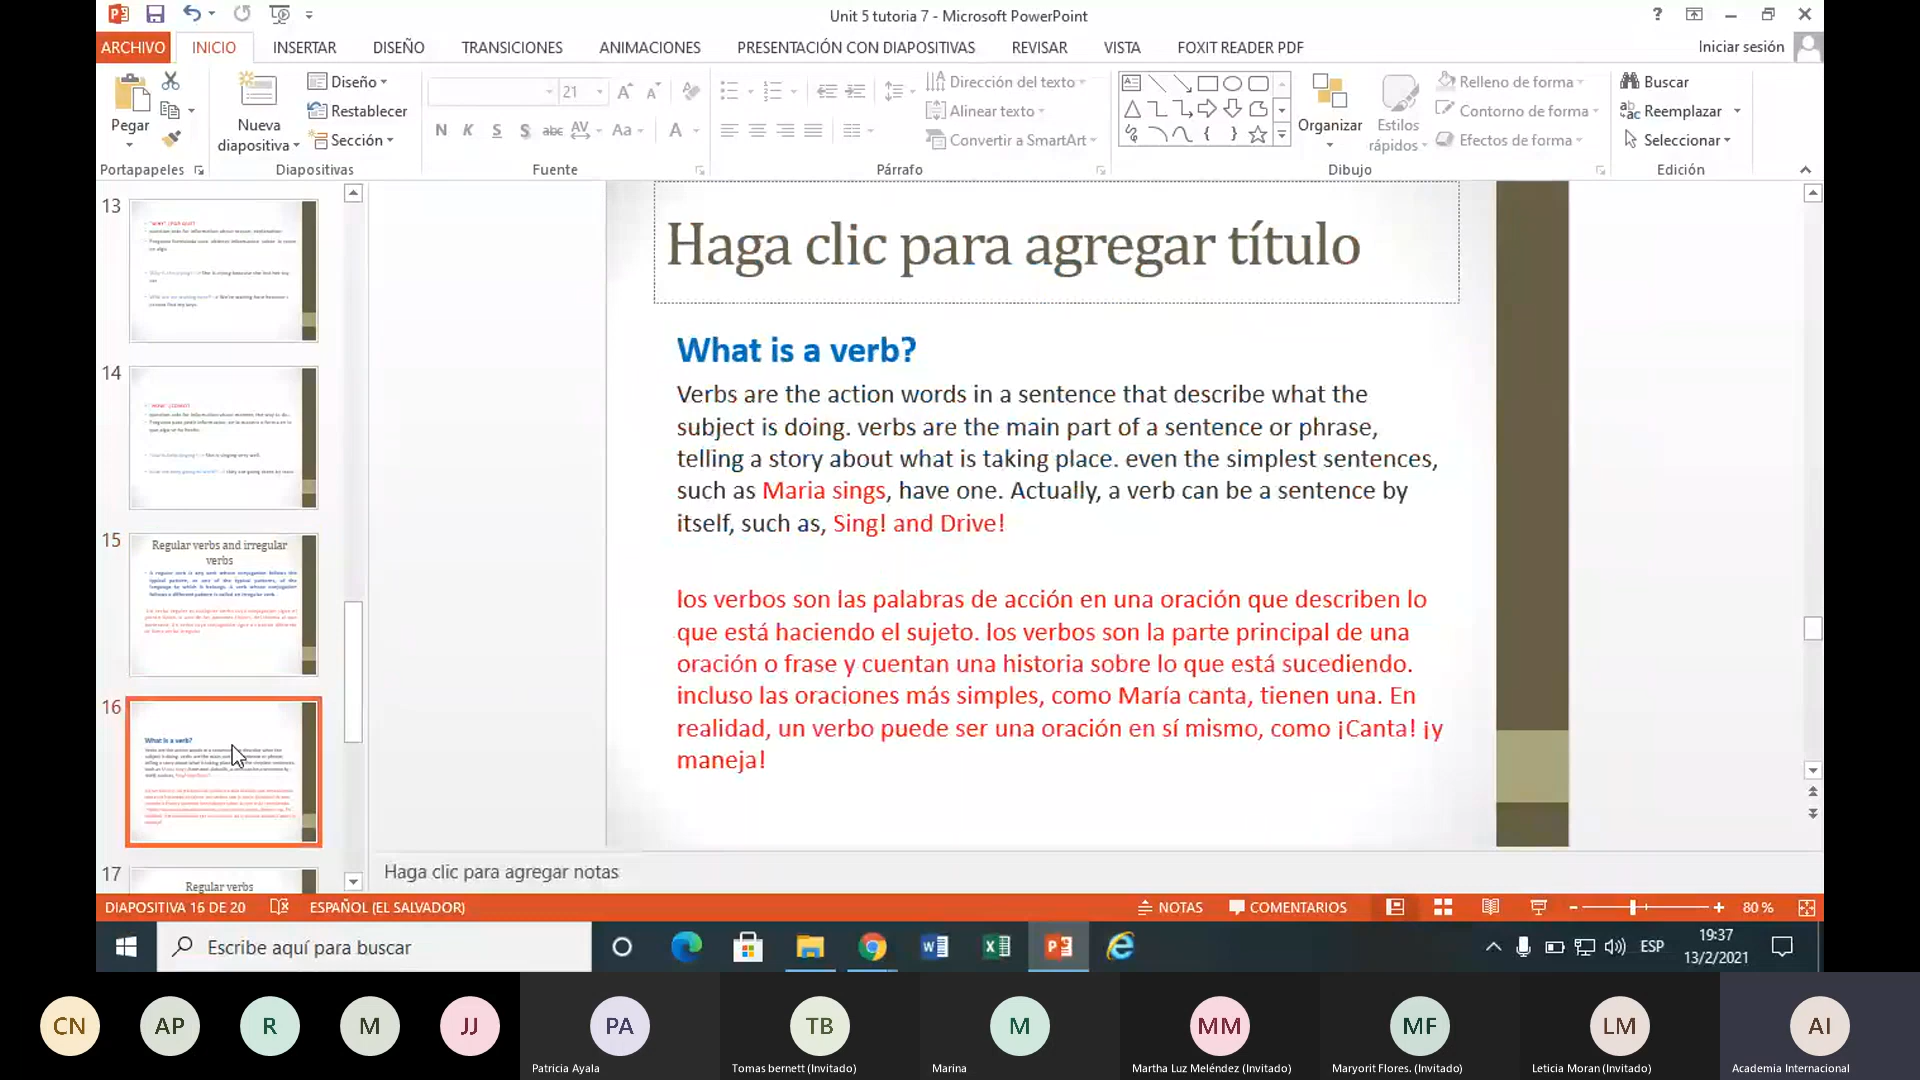 Unit 5 tutoria 7 - Microsoft PowerPoint
ARCHIVO INICIO INSERTAR DISEÑO TRANSICIONES ANIMACIONES PRESENTACIÓN CON DIAPOSITIVAS REVISAR VISTA FOXIT READER PDF Iniciar sesión
Pegar
Nueva diapositiva
Diseño
Restablecer
Sección
21
N K S S abc AV Aa A
Dirección del texto
Alinear texto
Convertir a SmartArt
Organizar
Estilos rápidos
Relleno de forma
Contorno de forma
Efectos de forma
Buscar
Reemplazar
Seleccionar
Portapapeles Diapositivas Fuente Párrafo Dibujo Edición
13
14
15
Regular verbs and irregular
verbs
16
What is a verb?
17
Regular verbs
Haga clic para agregar título
What is a verb?
Verbs are the action words in a sentence that describe what the
subject is doing. verbs are the main part of a sentence or phrase,
telling a story about what is taking place. even the simplest sentences,
such as Maria sings, have one. Actually, a verb can be a sentence by
itself, such as, Sing! and Drive!
los verbos son las palabras de acción en una oración que describen lo
que está haciendo el sujeto. los verbos son la parte principal de una
oración o frase y cuentan una historia sobre lo que está sucediendo.
incluso las oraciones más simples, como María canta, tienen una. En
realidad, un verbo puede ser una oración en sí mismo, como ¡Canta! ¡y
maneja!
Haga clic para agregar notas
DIAPOSITIVA 16 DE 20 ESPAÑOL (EL SALVADOR) NOTAS COMENTARIOS 80 %
Escribe aquí para buscar
ESP
19:37
13/2/2021
CN AP R M JJ PA TB M MM MF LM AI
Patricia Ayala Tomas bernett (Invitado) Marina Martha Luz Meléndez (Invitado) Maryorit Flores. (Invitado) Leticia Moran (Invitado) Academia Internacional